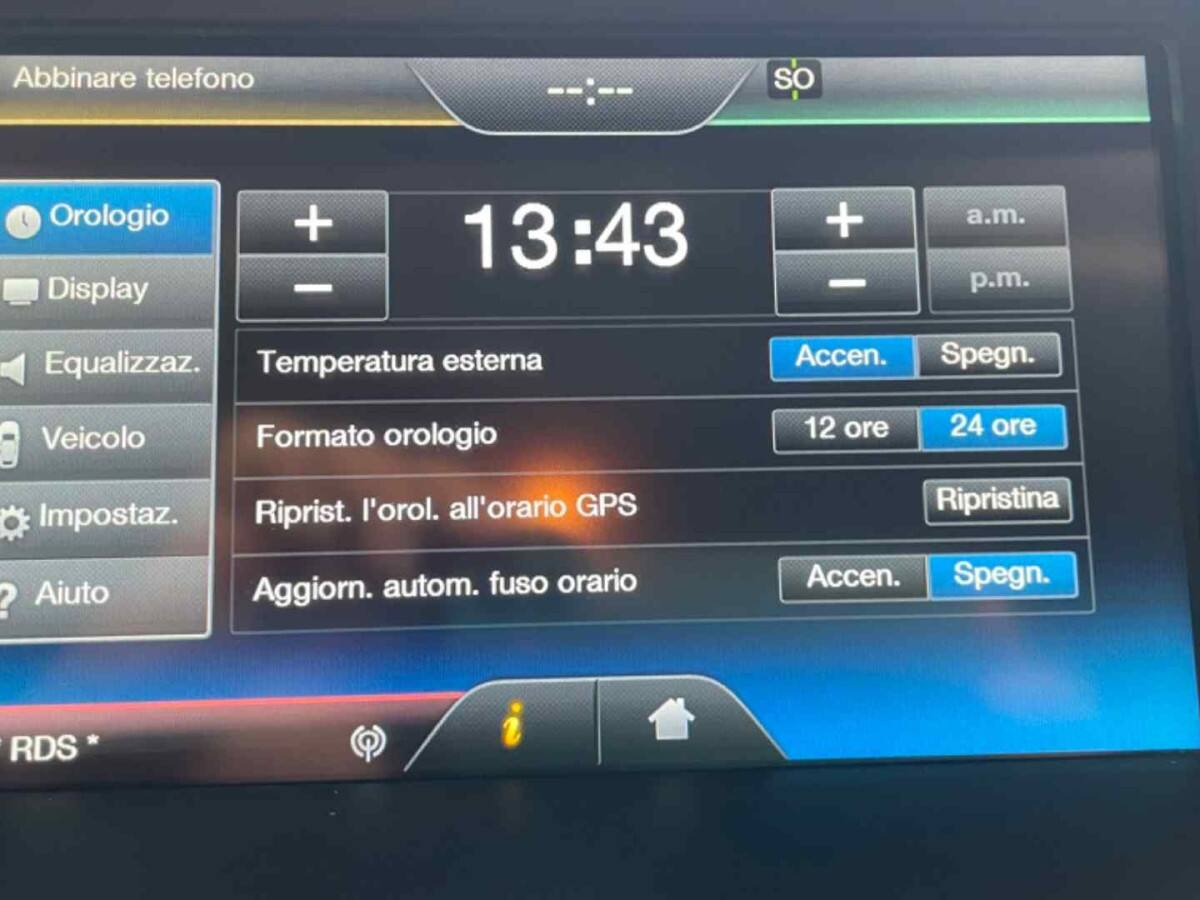 Abbinare telefono
--:--
SO
Orologio
+
13:43
+
a.m.
Display
−
−
p.m.
Equalizzaz.
Temperatura esterna
Accen.
Spegn.
Veicolo
Formato orologio
12 ore
24 ore
Impostaz.
Riprist. l'orol. all'orario GPS
Ripristina
? Aiuto
Aggiorn. autom. fuso orario
Accen.
Spegn.
RDS *
i